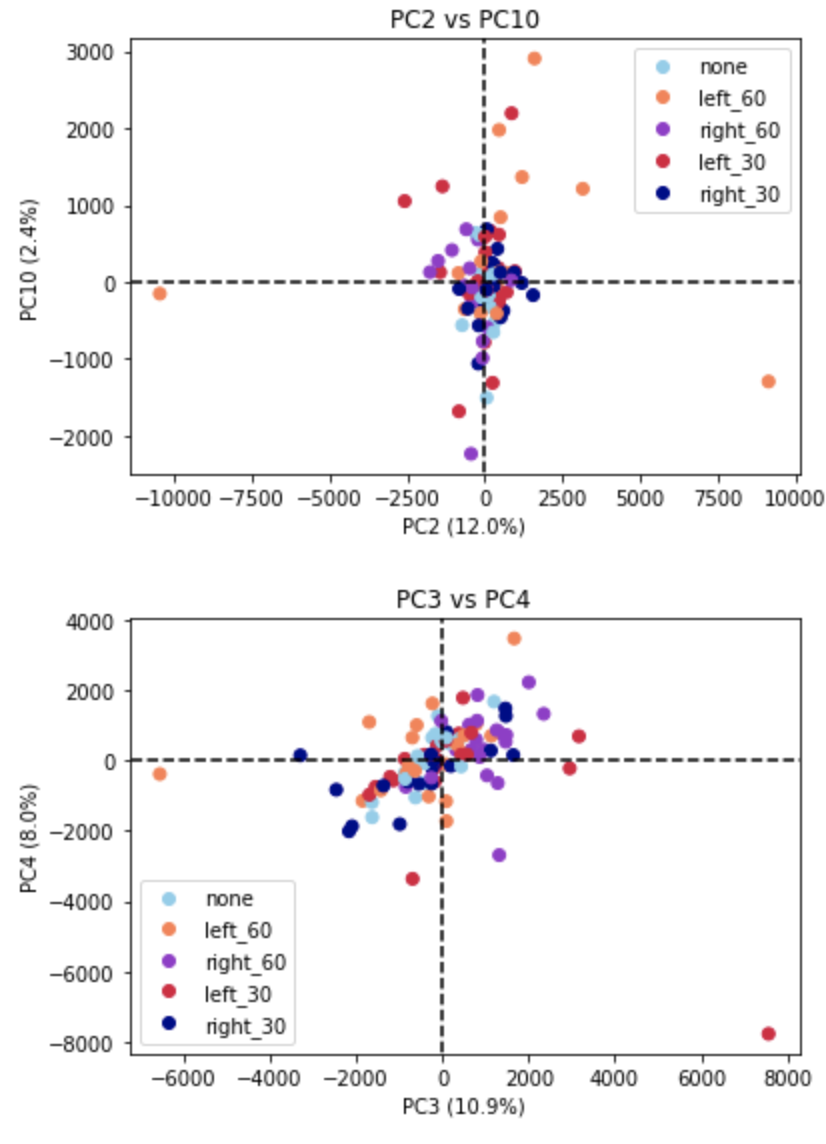 PC2 vs PC10
3000
2000
1000
0
−1000
−2000
PC10 (2.4%)
none
left_60
right_60
left_30
right_30
−10000 −7500 −5000 −2500 0 2500 5000 7500 10000
PC2 (12.0%)
PC3 vs PC4
4000
2000
0
−2000
−4000
−6000
−8000
PC4 (8.0%)
none
left_60
right_60
left_30
right_30
−6000 −4000 −2000 0 2000 4000 6000 8000
PC3 (10.9%)